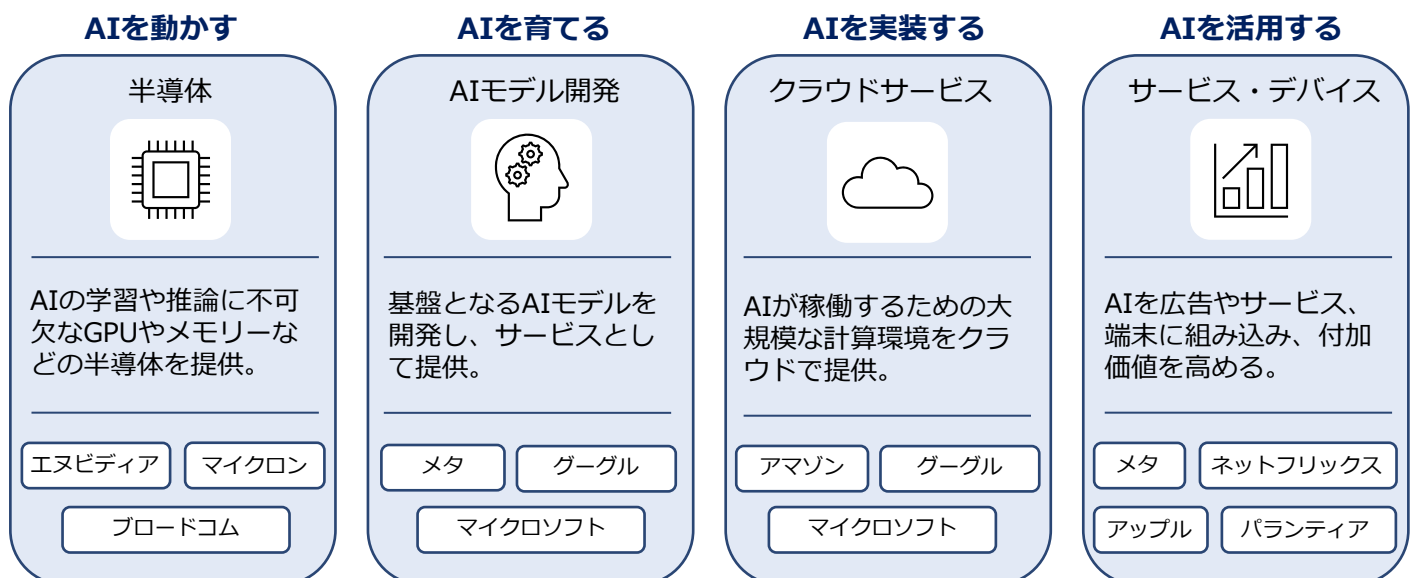 AIを動かす
半導体
AIの学習や推論に不可
欠なGPUやメモリーな
どの半導体を提供。
エヌビディア
マイクロン
ブロードコム
AIを育てる
AIモデル開発
基盤となるAIモデルを
開発し、サービスとし
て提供。
メタ
グーグル
マイクロソフト
AIを実装する
クラウドサービス
AIが稼働するための大
規模な計算環境をクラ
ウドで提供。
アマゾン
グーグル
マイクロソフト
AIを活用する
サービス・デバイス
AIを広告やサービス、
端末に組み込み、付加
価値を高める。
メタ
ネットフリックス
アップル
パランティア